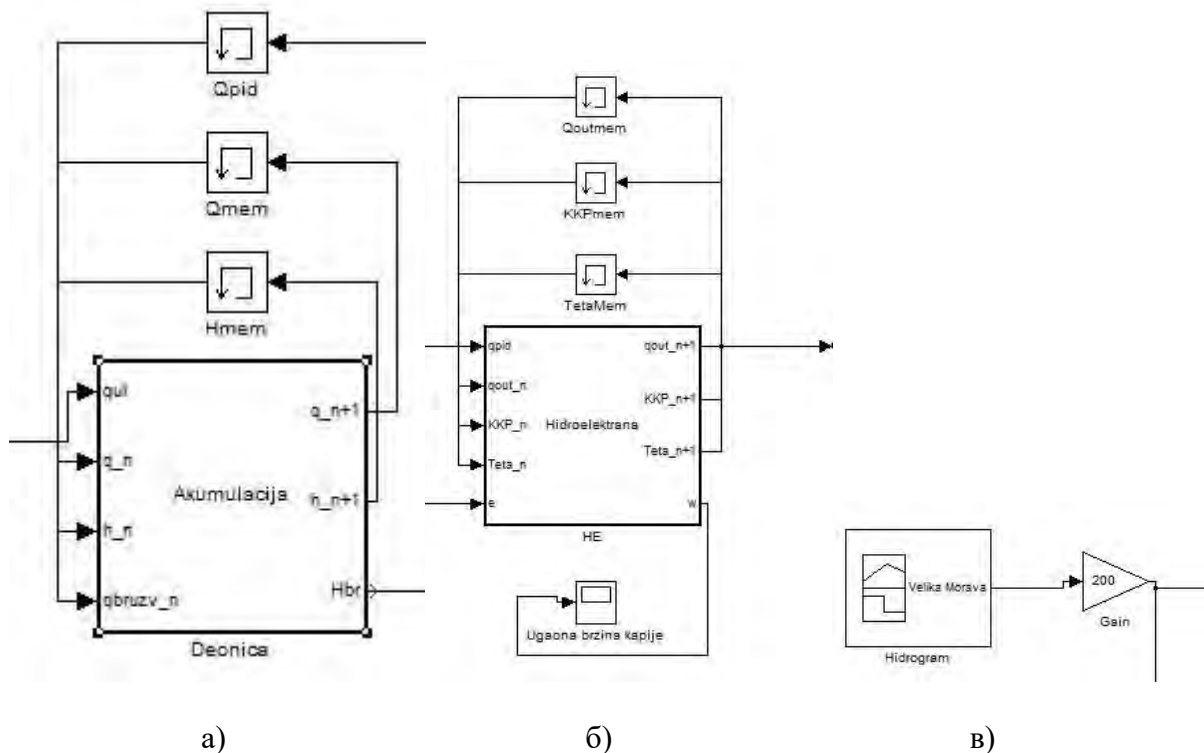 Qpid
Qmem
Hmem
qul
q_n
h_n
qbruzv_n
Akumulacija
q_n+1
h_n+1
Hbr
Deonica
Qoutmem
KKPmem
TetaMem
qpid
qout_n
KKP_n
Teta_n
e
Hidroelektrana
qout_n+1
KKP_n+1
Teta_n+1
w
HE
Ugaona brzina kapije
Velika Morava
Hidrogram
200
Gain
а)
б)
в)